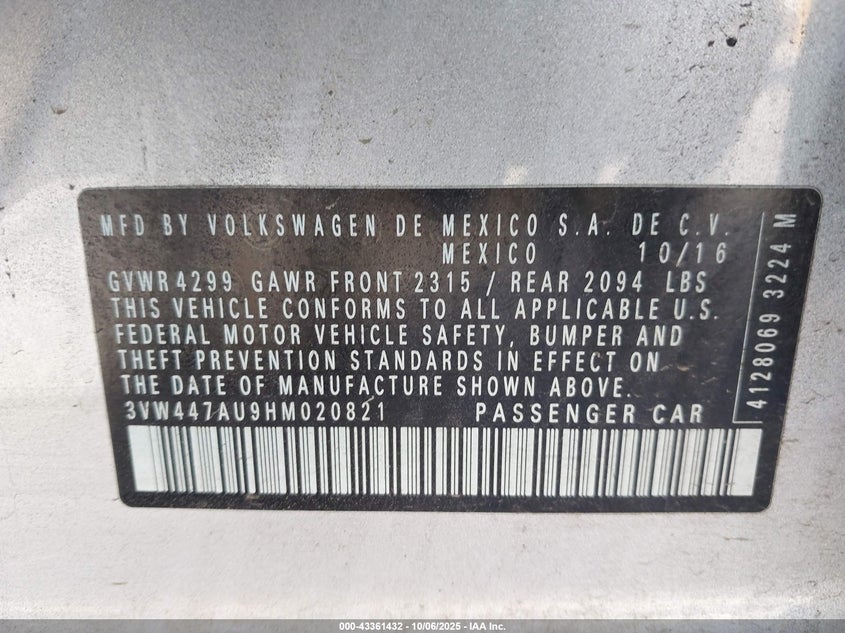 MFD BY VOLKSWAGEN DE MEXICO S.A. DE C.V.
MEXICO 10/16
GVWR 4299 GAWR FRONT 2315 / REAR 2094 LBS
THIS VEHICLE CONFORMS TO ALL APPLICABLE U.S.
FEDERAL MOTOR VEHICLE SAFETY, BUMPER AND
THEFT PREVENTION STANDARDS IN EFFECT ON
THE DATE OF MANUFACTURE SHOWN ABOVE.
3VW447AU9HM020821 PASSENGER CAR
4128069 3224 M
000-43361432 - 10/06/2025 - IAA Inc.